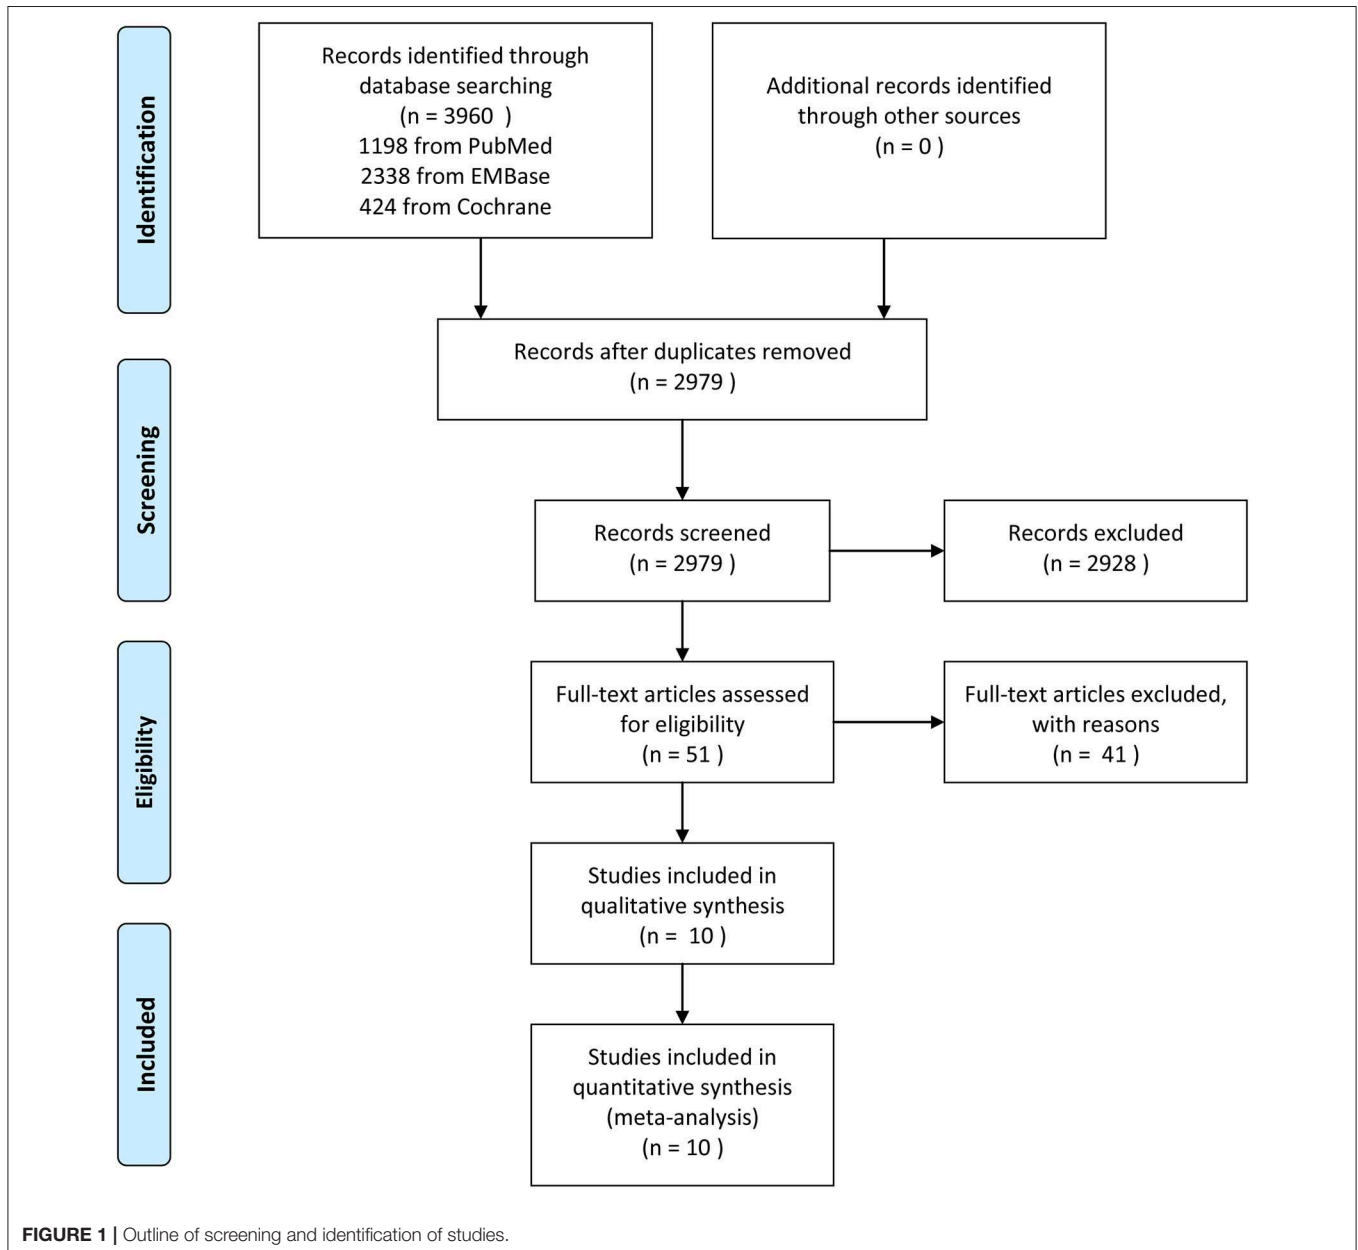 Identification
Records identified through
database searching
(n = 3960 )
1198 from PubMed
2338 from EMBase
424 from Cochrane
Additional records identified
through other sources
(n = 0 )
Screening
Records after duplicates removed
(n = 2979 )
Records screened
(n = 2979 )
Records excluded
(n = 2928 )
Eligibility
Full-text articles assessed
for eligibility
(n = 51 )
Full-text articles excluded,
with reasons
(n = 41 )
Studies included in
qualitative synthesis
(n = 10 )
Included
Studies included in
quantitative synthesis
(meta-analysis)
(n = 10 )
FIGURE 1 | Outline of screening and identification of studies.